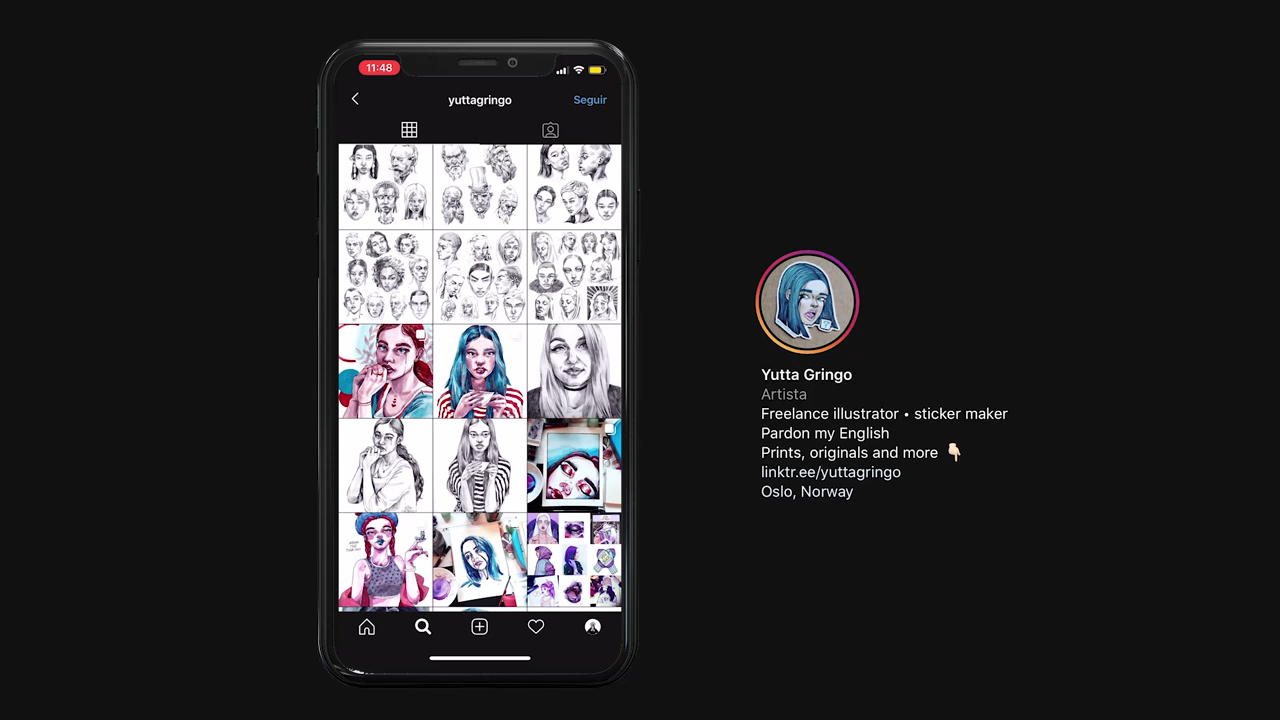 11:48
yuttagringo
Seguir
Yutta Gringo
Artista
Freelance illustrator • sticker maker
Pardon my English
Prints, originals and more 👇🏻
linktr.ee/yuttagringo
Oslo, Norway